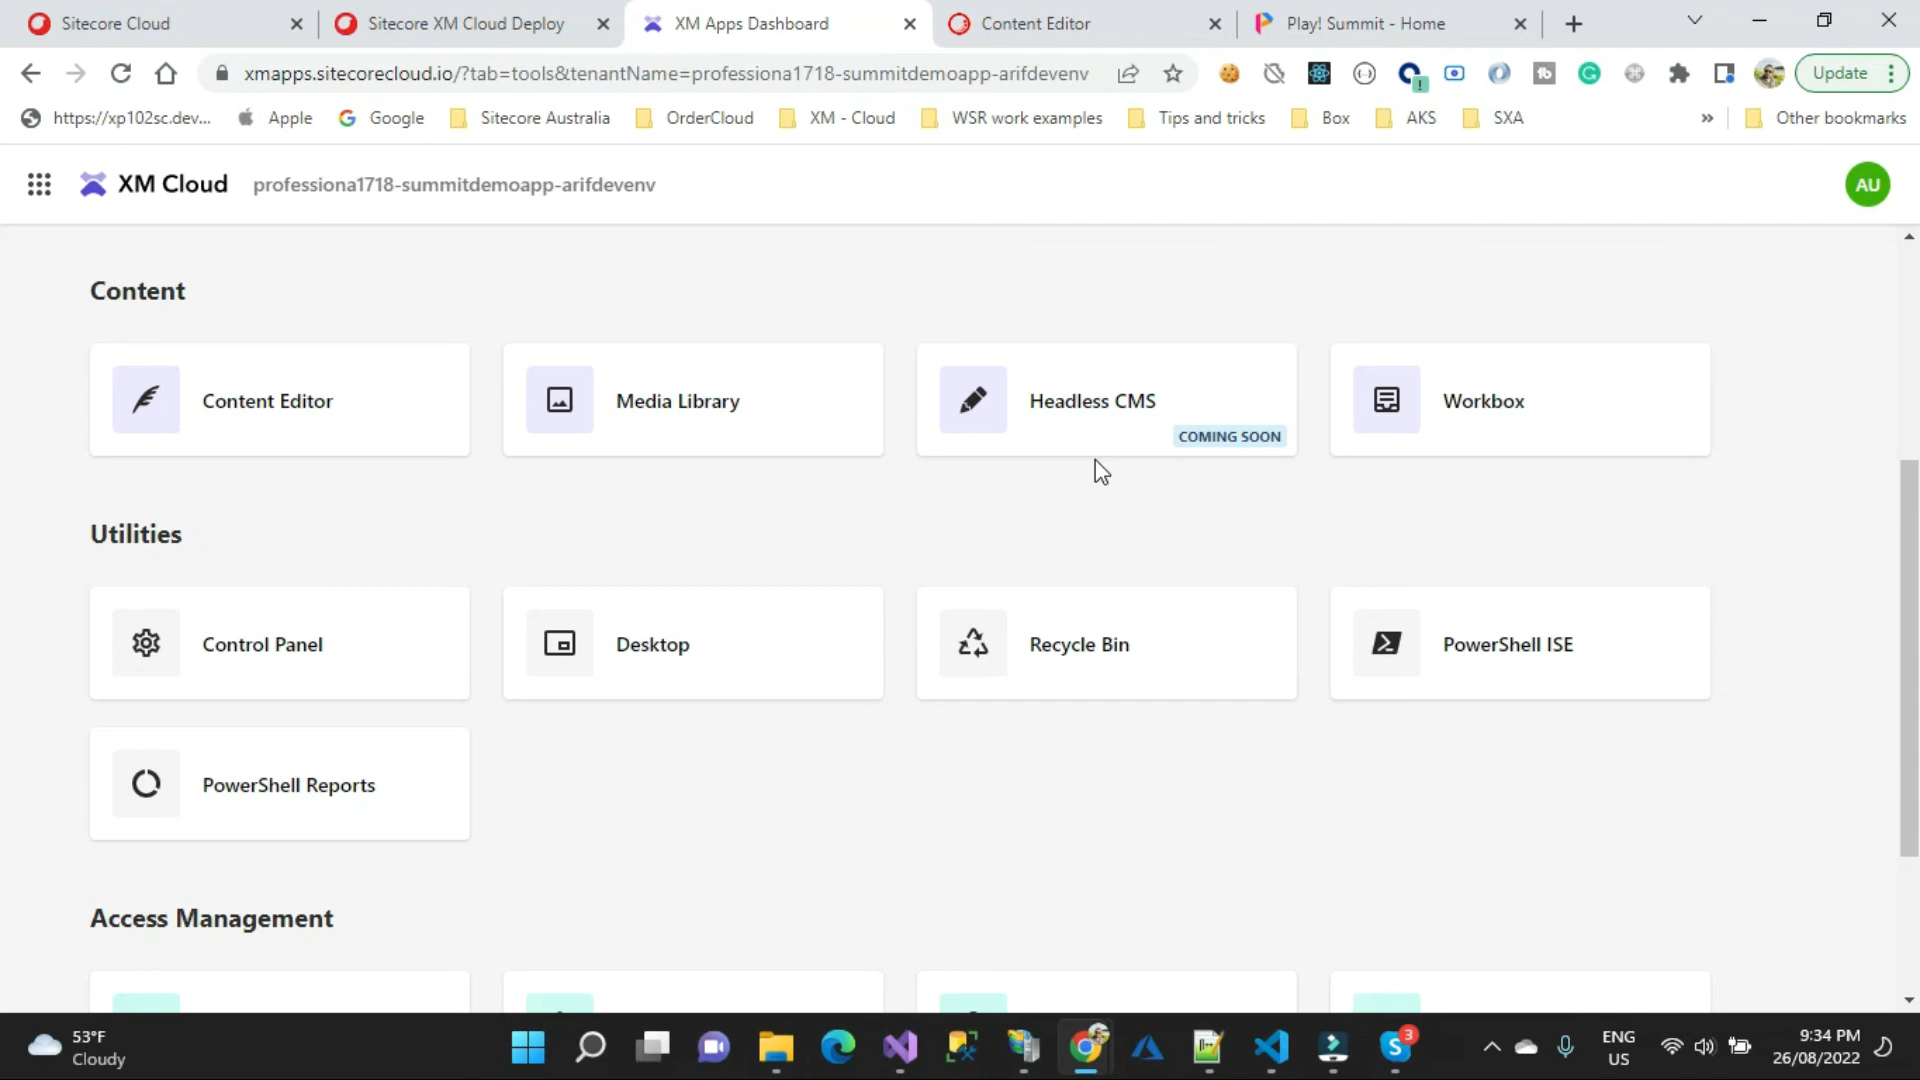 Sitecore Cloud
Sitecore XM Cloud Deploy
XM Apps Dashboard
Content Editor
Play! Summit - Home
xmapps.sitecorecloud.io/?tab=tools&tenantName=professiona1718-summitdemoapp-arifdevenv
Update
https://xp102sc.dev...
Apple
Google
Sitecore Australia
OrderCloud
XM - Cloud
WSR work examples
Tips and tricks
Box
AKS
SXA
»
Other bookmarks
XM Cloud
professiona1718-summitdemoapp-arifdevenv
AU
Content
Content Editor
Media Library
Headless CMS
COMING SOON
Workbox
Utilities
Control Panel
Desktop
Recycle Bin
PowerShell ISE
PowerShell Reports
Access Management
53°F
Cloudy
3
ENG
US
9:34 PM
26/08/2022